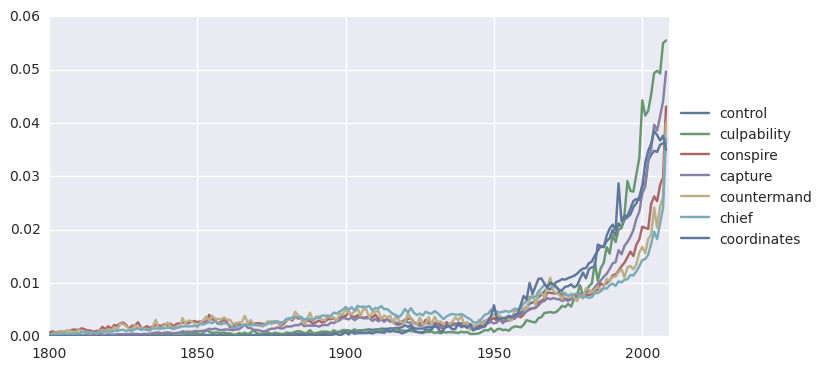 0.06
0.05
0.04
0.03
0.02
0.01
0.00
1800
1850
1900
1950
2000
control
culpability
conspire
capture
countermand
chief
coordinates